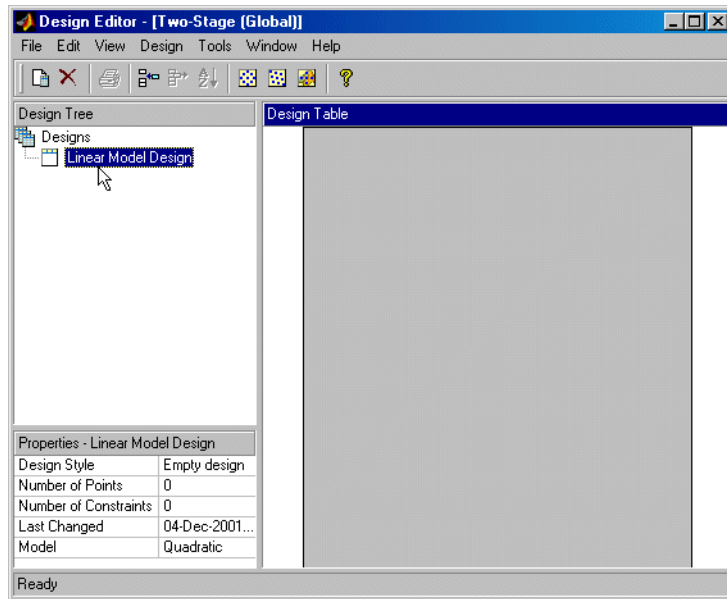 Design Editor - [Two-Stage (Global)]
File Edit View Design Tools Window Help
Design Tree
Designs
Linear Model Design
Design Table
Properties - Linear Model Design
Design Style Empty design
Number of Points 0
Number of Constraints 0
Last Changed 04-Dec-2001...
Model Quadratic
Ready